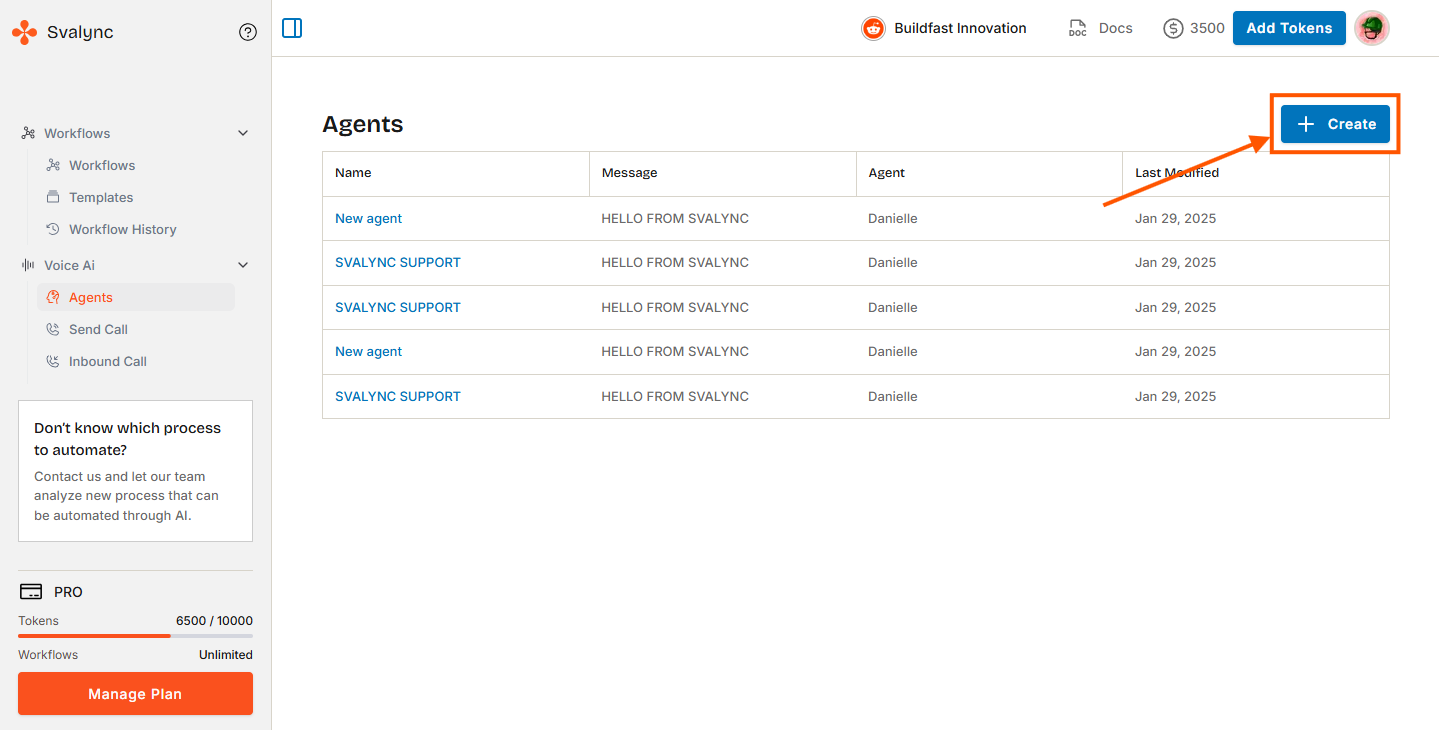 Svalync
Buildfast Innovation
DOC
Docs
3500
Add Tokens
Workflows
Workflows
Templates
Workflow History
Voice Ai
Agents
Send Call
Inbound Call
Don't know which process
to automate?
Contact us and let our team
analyze new process that can
be automated through AI.
PRO
Tokens 6500 / 10000
Workflows Unlimited
Manage Plan
Agents
Create
Name Message Agent Last Modified
New agent HELLO FROM SVALYNC Danielle Jan 29, 2025
SVALYNC SUPPORT HELLO FROM SVALYNC Danielle Jan 29, 2025
SVALYNC SUPPORT HELLO FROM SVALYNC Danielle Jan 29, 2025
New agent HELLO FROM SVALYNC Danielle Jan 29, 2025
SVALYNC SUPPORT HELLO FROM SVALYNC Danielle Jan 29, 2025